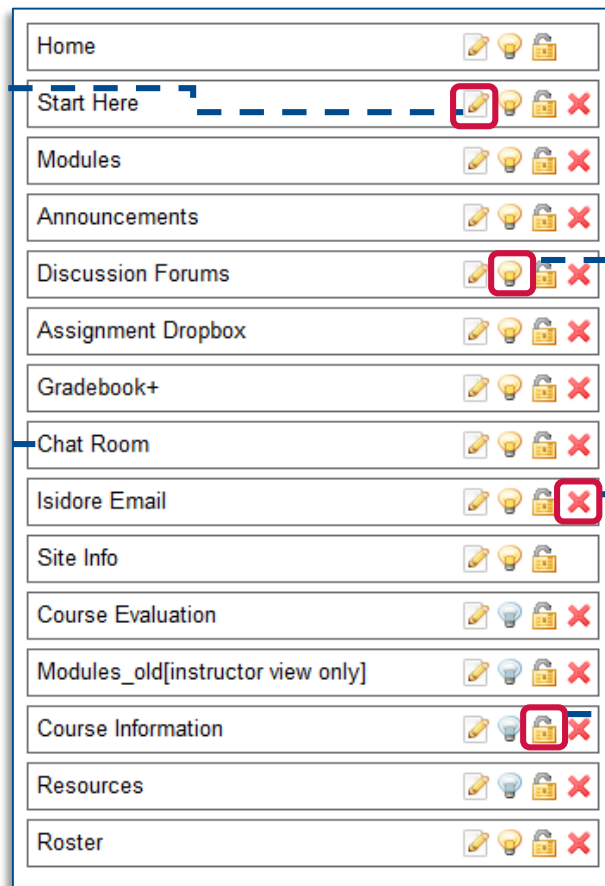 Home
Start Here
Modules
Announcements
Discussion Forums
Assignment Dropbox
Gradebook+
Chat Room
Isidore Email
Site Info
Course Evaluation
Modules_old[instructor view only]
Course Information
Resources
Roster